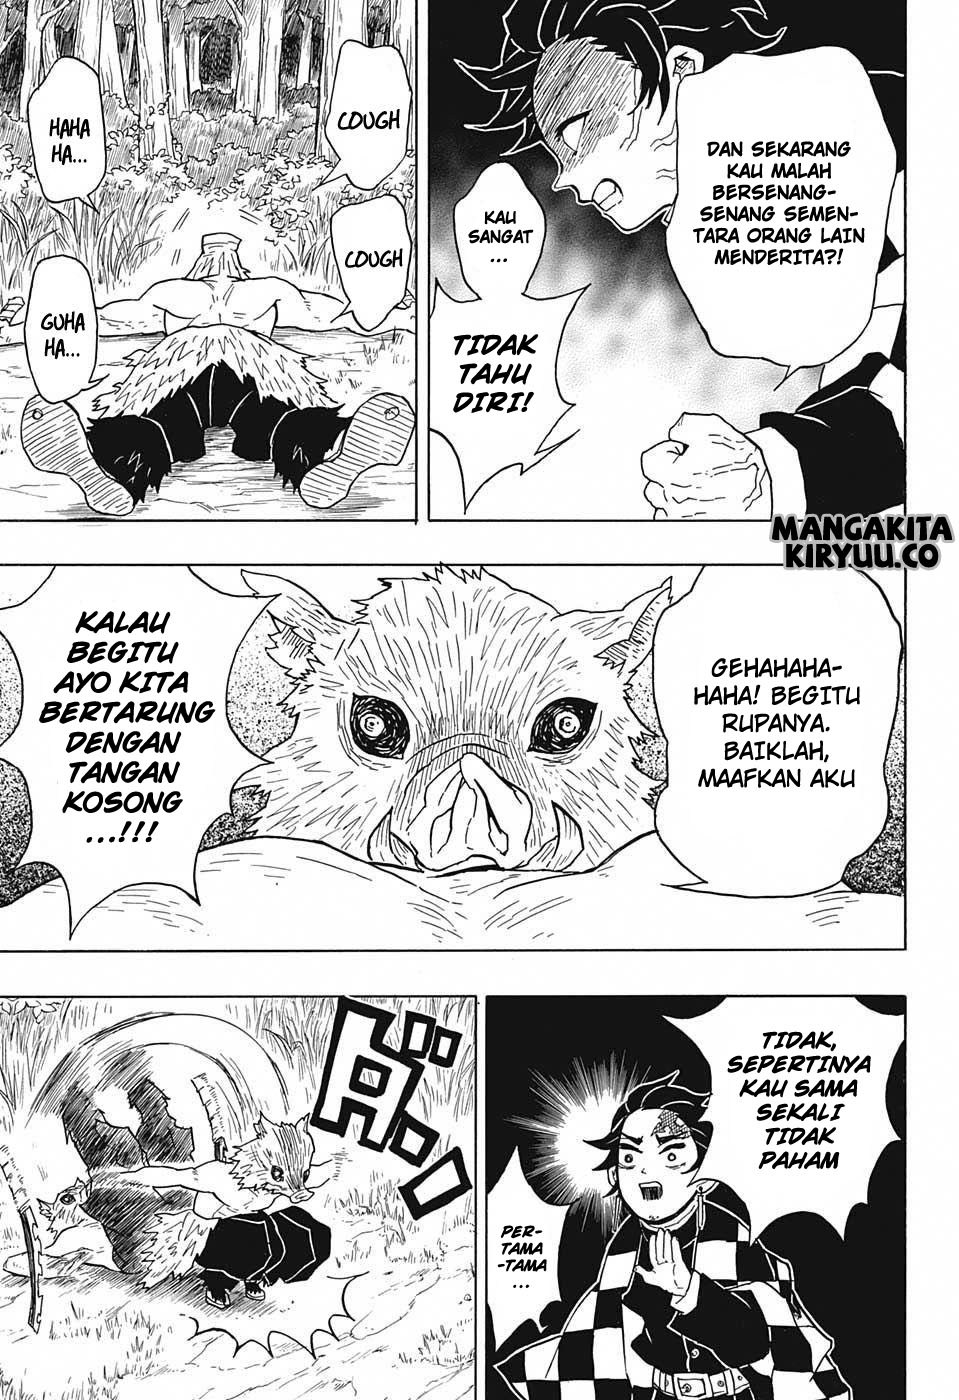 DAN SEKARANG
KAU MALAH
BERSENANG-
SENANG SEMEN-
TARA ORANG LAIN
MENDERITA?!
KAU
SANGAT
...
TIDAK
TAHU
DIRI!
COUGH
HAHA
HA...
COUGH
GUHA
HA...
MANGAKITA
KIRYUU.CO
GEHAHAHA-
HAHA! BEGITU
RUPANYA.
BAIKLAH,
MAAFKAN AKU
KALAU
BEGITU
AYO KITA
BERTARUNG
DENGAN
TANGAN
KOSONG
...!!!
TIDAK,
SEPERTINYA
KAU SAMA
SEKALI
TIDAK
PAHAM
PER-
TAMA
-TAMA
...